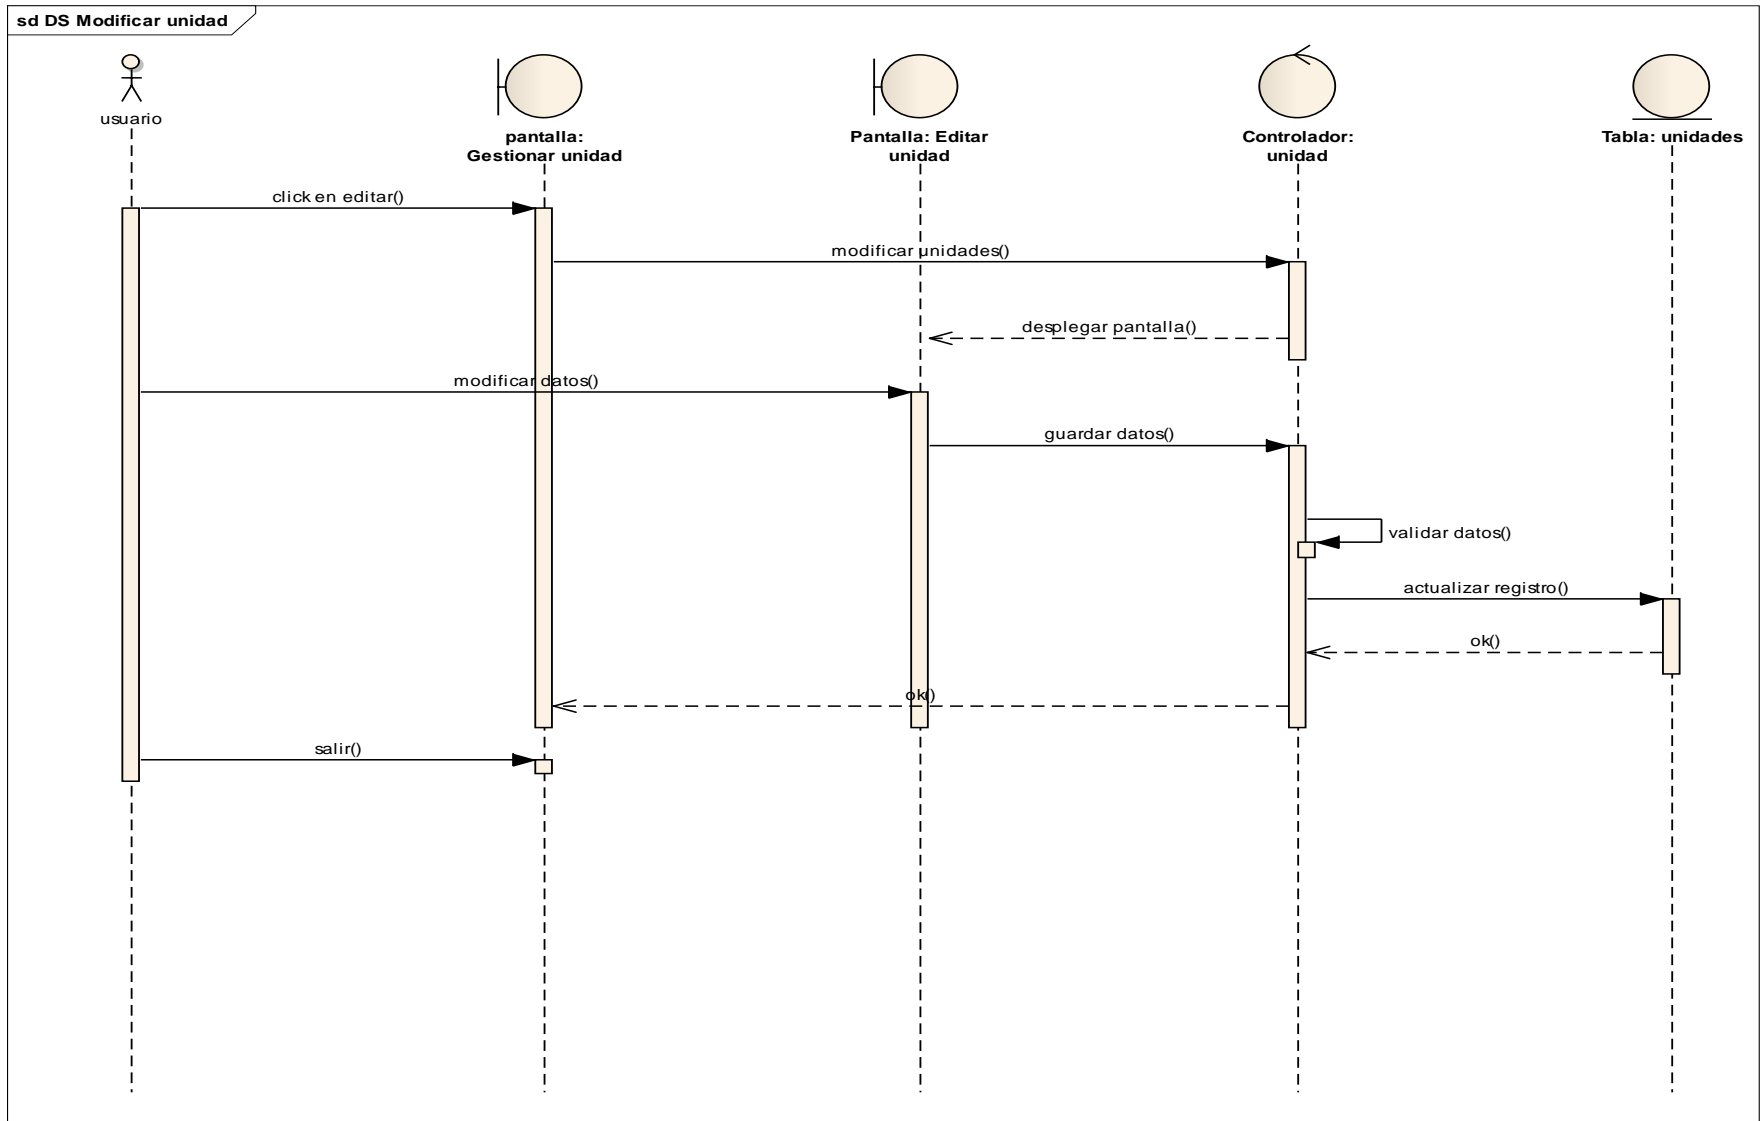 sd DS Modificar unidad
usuario
pantalla:
Gestionar unidad
Pantalla: Editar
unidad
Controlador:
unidad
Tabla: unidades
click en editar()
modificar unidades()
desplegar pantalla()
modificar datos()
guardar datos()
validar datos()
actualizar registro()
ok()
ok()
salir()